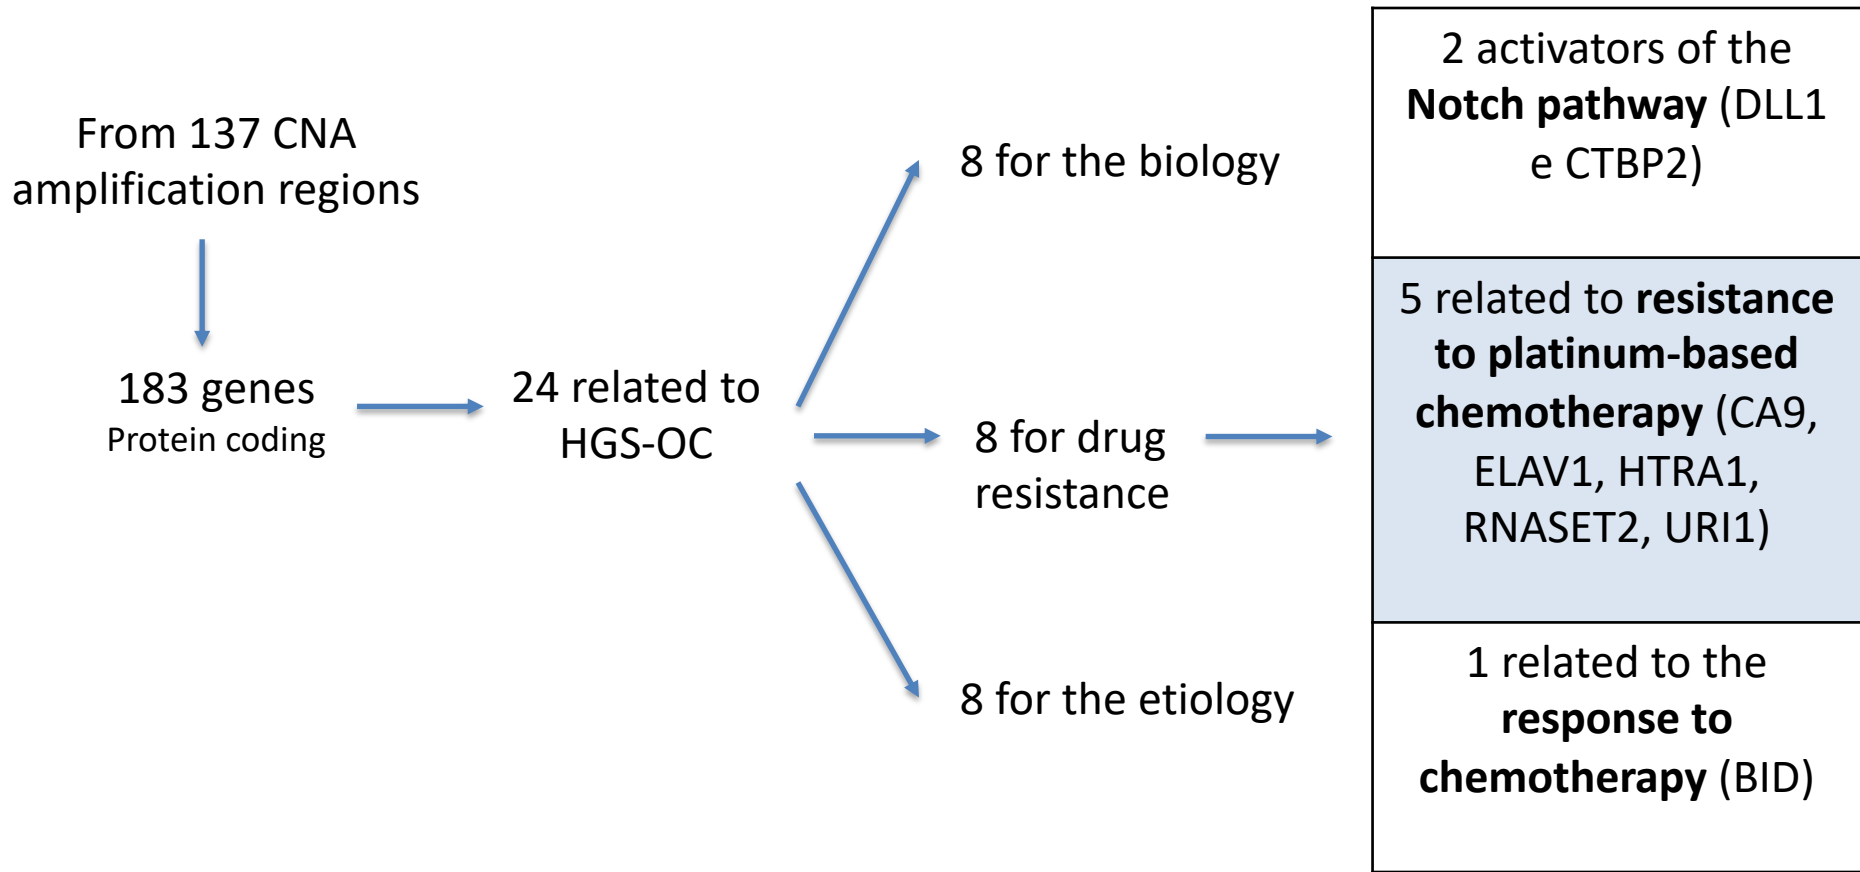 From 137 CNA
amplification regions
183 genes
Protein coding
24 related to
HGS-OC
8 for the biology
8 for drug
resistance
8 for the etiology
2 activators of the
Notch pathway (DLL1
e CTBP2)
5 related to resistance
to platinum-based
chemotherapy (CA9,
ELAV1, HTRA1,
RNASET2, URI1)
1 related to the
response to
chemotherapy (BID)